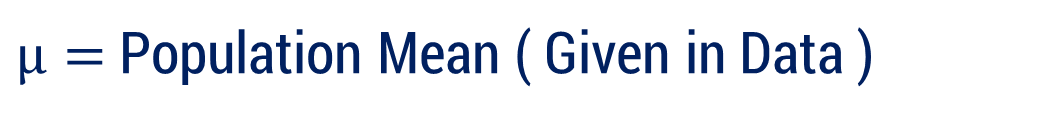 μ = Population Mean ( Given in Data )